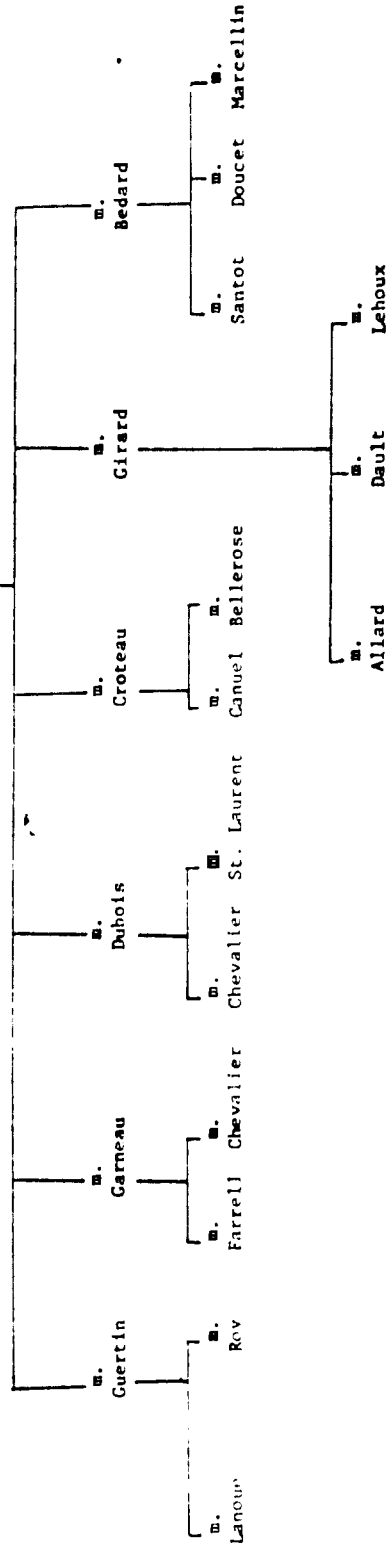 m. m. m. m. m. m.
Guertin Garneau Dubois Croteau Girard Bedard
m. m. m. m. m. m. m. m. m. m. m.
Lanoue Roy Farrell Chevalier Chevalier St. Laurent Canuel Bellerose Santot Doucet Marcellin
m. m. m.
Allard Dault Lehoux